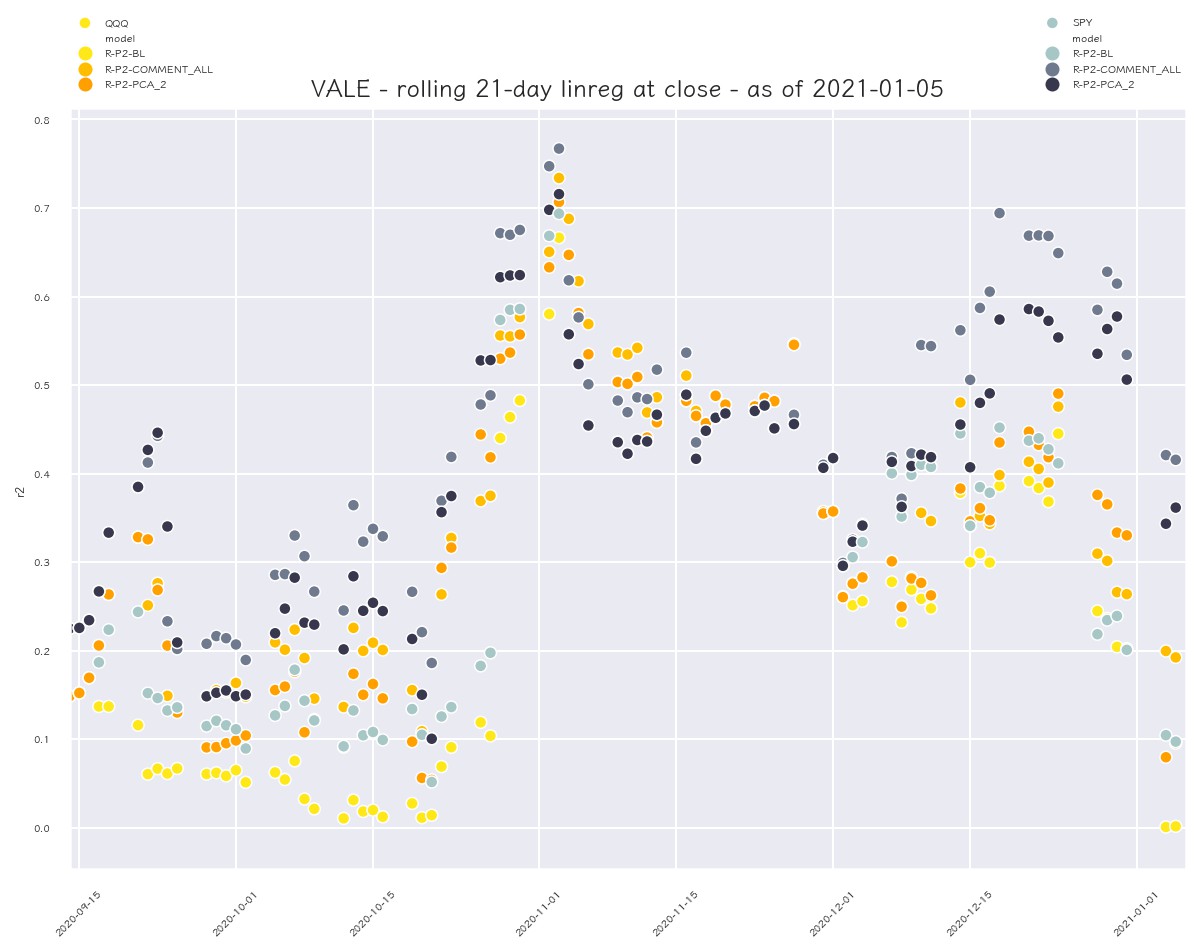 QQQ
model
R-P2-BL
R-P2-COMMENT_ALL
R-P2-PCA_2
SPY
model
R-P2-BL
R-P2-COMMENT_ALL
R-P2-PCA_2
VALE - rolling 21-day linreg at close - as of 2021-01-05
0.8
0.7
0.6
0.5
0.4
0.3
0.2
0.1
0.0
r2
2020-09-15
2020-10-01
2020-10-15
2020-11-01
2020-11-15
2020-12-01
2020-12-15
2021-01-01